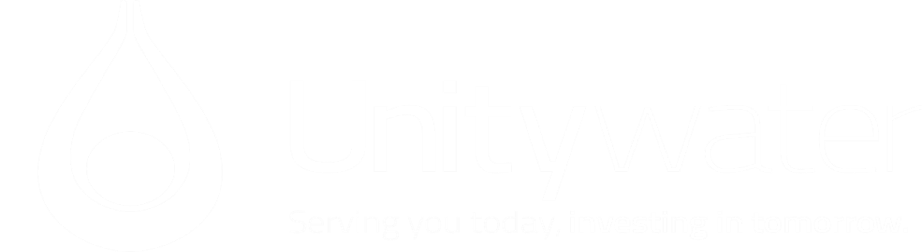 Unitywater
Serving you today, investing in tomorrow.